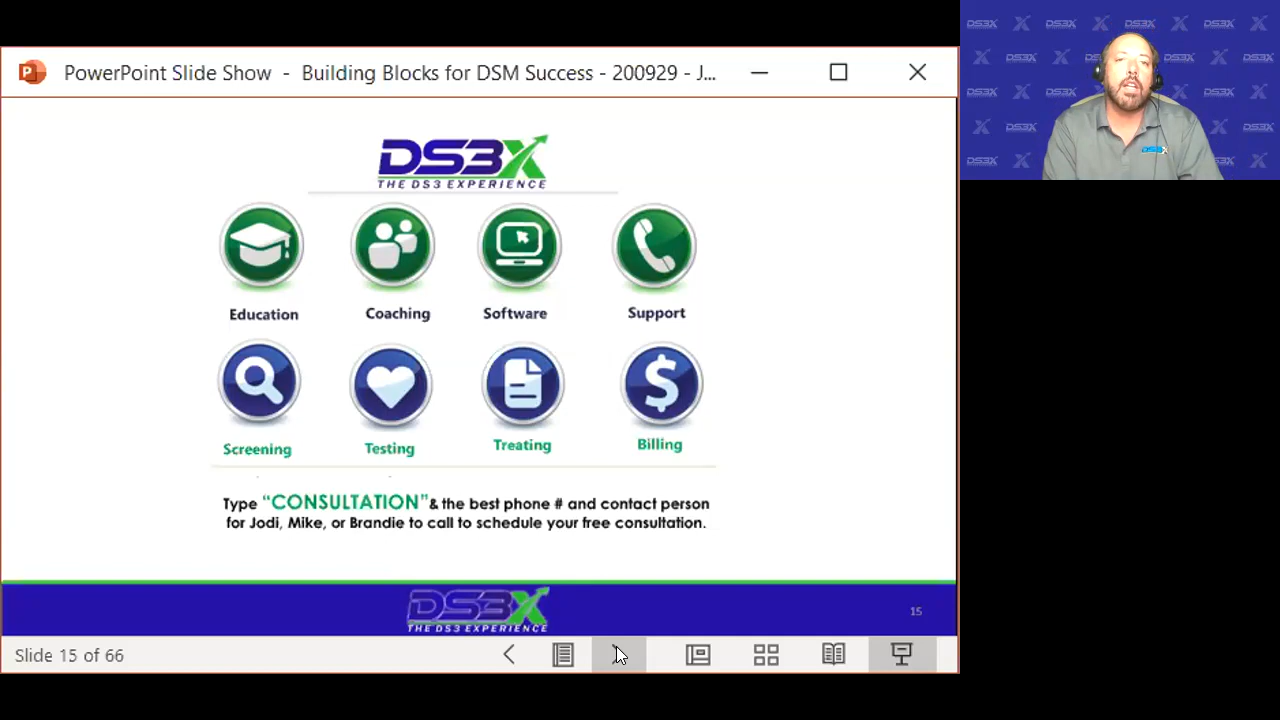 PowerPoint Slide Show - Building Blocks for DSM Success - 200929 - J...
DS3X
THE DS3 EXPERIENCE
Education
Coaching
Software
Support
Screening
Testing
Treating
Billing
Type "CONSULTATION" & the best phone # and contact person
for Jodi, Mike, or Brandie to call to schedule your free consultation.
DS3X
THE DS3 EXPERIENCE
15
Slide 15 of 66